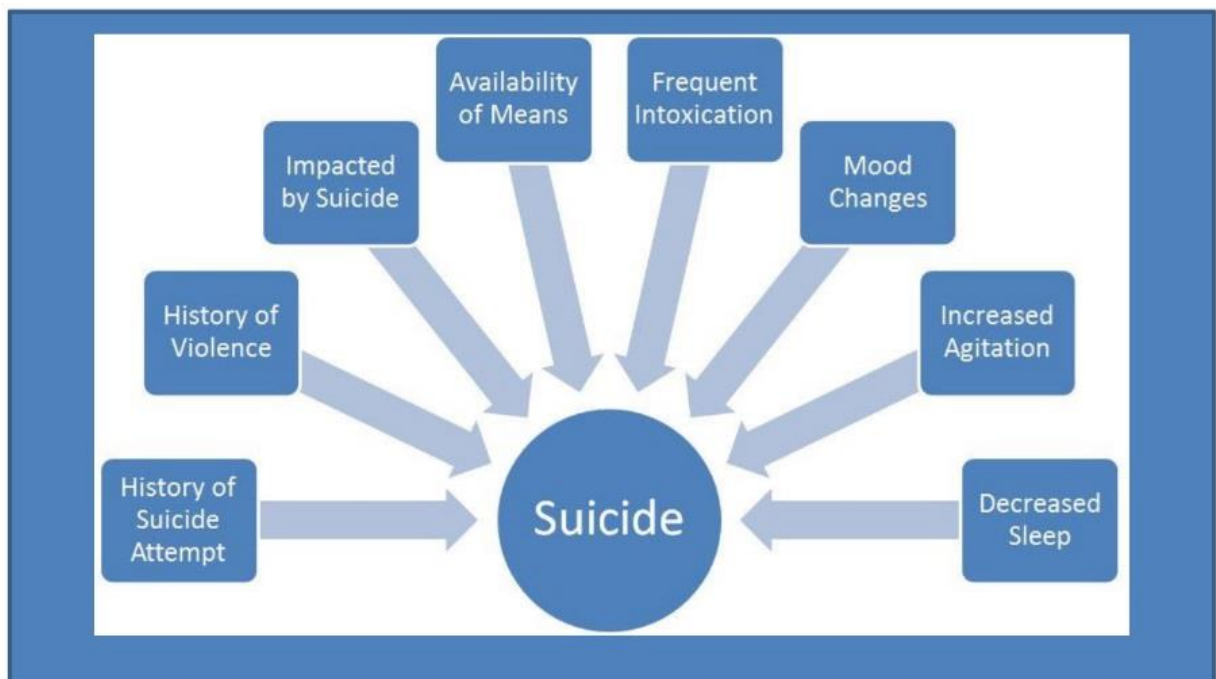 Availability
of Means
Frequent
Intoxication
Impacted
by Suicide
Mood
Changes
History of
Violence
Increased
Agitation
History of
Suicide
Attempt
Suicide
Decreased
Sleep